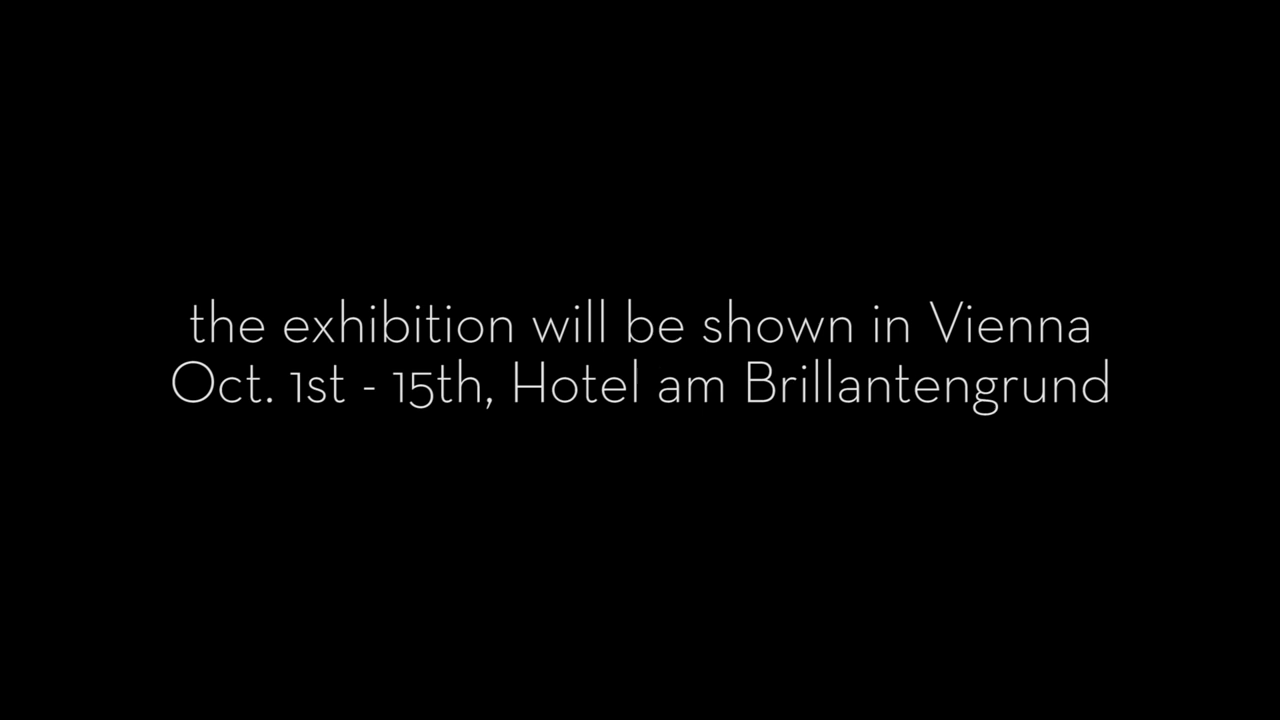 the exhibition will be shown in Vienna
Oct. 1st - 15th, Hotel am Brillantengrund